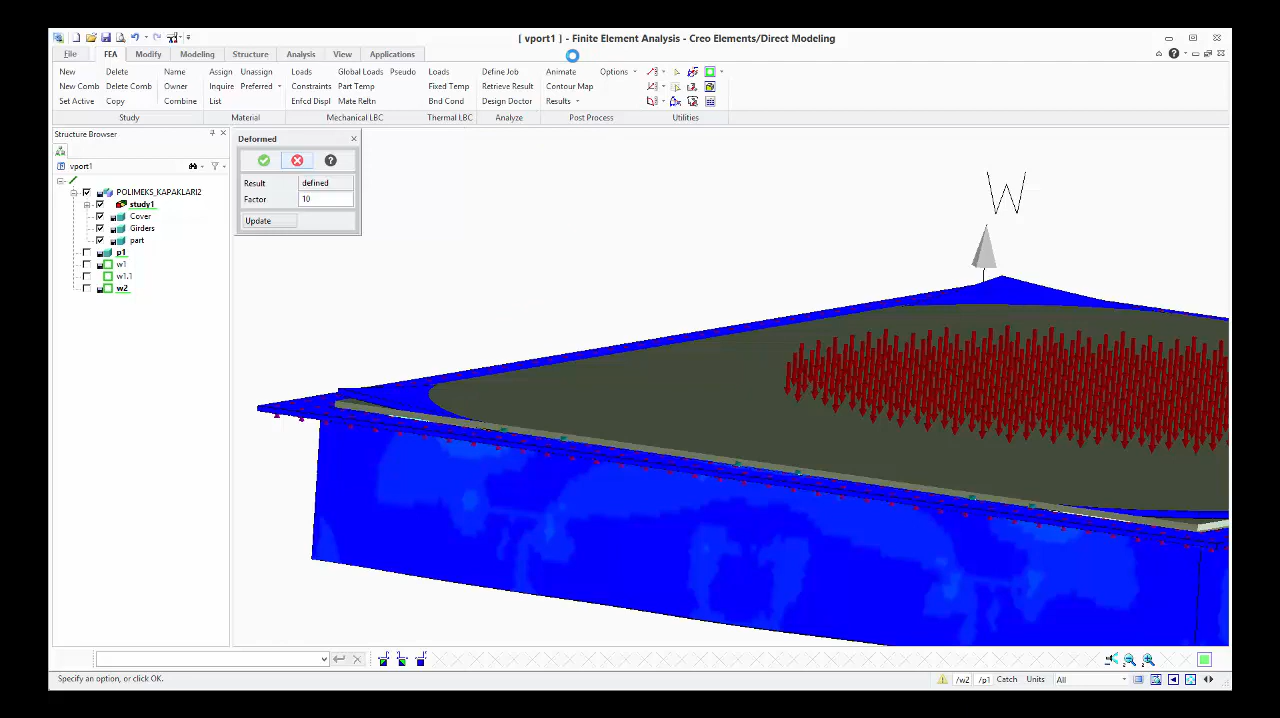 [ vport1 ] - Finite Element Analysis - Creo Elements/Direct Modeling
File FEA Modify Modeling Structure Analysis View Applications
New Delete Name Assign Unassign Loads Global Loads Pseudo Loads Define Job Animate Options
New Comb Delete Comb Owner Inquire Preferred Constraints Part Temp Fixed Temp Retrieve Result Contour Map
Set Active Copy Combine List Enfcd Displ Mate Reltn Bnd Cond Design Doctor Results
Study Material Mechanical LBC Thermal LBC Analyze Post Process Utilities
Structure Browser
vport1
POLIMEKS_KAPAKLARI2
study1
Cover
Girders
part
p1
w1
w1.1
w2
Deformed
Result defined
Factor 10
Update
W
Specify an option, or click OK.
/w2 /p1 Catch Units All